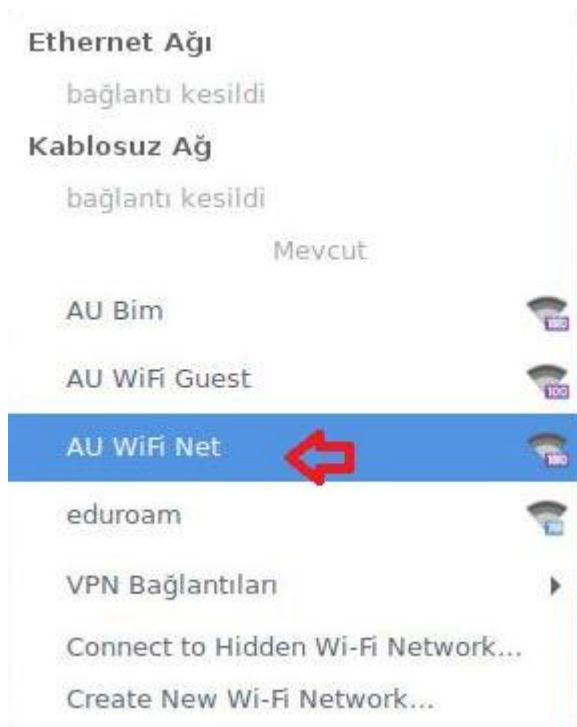 Ethernet Ağı
bağlantı kesildi
Kablosuz Ağ
bağlantı kesildi
Mevcut
AU Bim
AU WiFi Guest
AU WiFi Net
eduroam
VPN Bağlantıları
Connect to Hidden Wi-Fi Network...
Create New Wi-Fi Network...